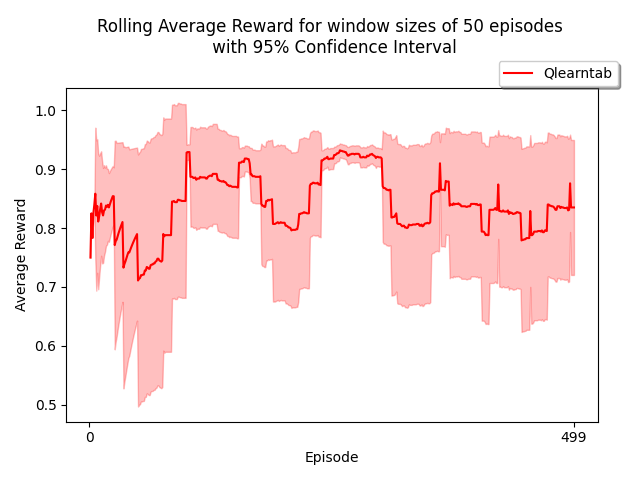 Rolling Average Reward for window sizes of 50 episodes
with 95% Confidence Interval
Qlearntab
1.0
0.9
0.8
0.7
0.6
0.5
Average Reward
0
499
Episode